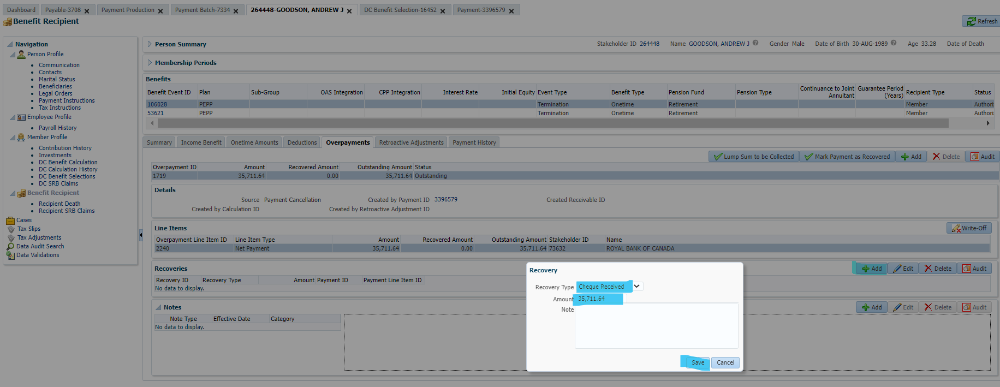 Dashboard Payable-3708 Payment Production Payment Batch-7334 264448-GOODSON, ANDREW J DC Benefit Selection-16452 Payment-3396579
Benefit Recipient
Refresh
Navigation
Person Profile
Communication
Contacts
Marital Status
Beneficiaries
Legal Orders
Payment Instructions
Tax Instructions
Employee Profile
Payroll History
Member Profile
Contribution History
Investments
DC Benefit Calculation
DC Calculation History
DC Benefit Selections
DC SRB Claims
Benefit Recipient
Recipient Death
Recipient SRB Claims
Cases
Tax Slips
Tax Adjustments
Data Audit Search
Data Validations
Person Summary Stakeholder ID 264448 Name GOODSON, ANDREW J Gender Male Date of Birth 30-AUG-1989 Age 33.28 Date of Death
Membership Periods
Benefits
Benefit Event ID Plan Sub-Group OAS Integration CPP Integration Interest Rate Initial Equity Event Type Benefit Type Pension Fund Pension Type Continuance to Joint Annuitant Guarantee Period (Years) Recipient Type Status
106028 PEPP Termination Onetime Retirement Member Authori
53621 PEPP Termination Onetime Retirement Member Authori
Summary Income Benefit Onetime Amounts Deductions Overpayments Retroactive Adjustments Payment History
Lump Sum to be Collected Mark Payment as Recovered Add Delete Audit
Overpayment ID Amount Recovered Amount Outstanding Amount Status
1719 35,711.64 0.00 35,711.64 Outstanding
Details
Source Payment Cancellation Created by Payment ID 3396579 Created Receivable ID
Created by Calculation ID Created by Retroactive Adjustment ID
Line Items Write-Off
Overpayment Line Item ID Line Item Type Amount Recovered Amount Outstanding Amount Stakeholder ID Name
2240 Net Payment 35,711.64 0.00 35,711.64 73632 ROYAL BANK OF CANADA
Recoveries Add Edit Delete Audit
Recovery ID Recovery Type Amount Payment ID Payment Line Item ID
No data to display.
Notes Add Edit Delete Audit
Note Type Effective Date Category
No data to display.
Recovery
Recovery Type Cheque Received
Amount 35,711.64
Note
Save Cancel